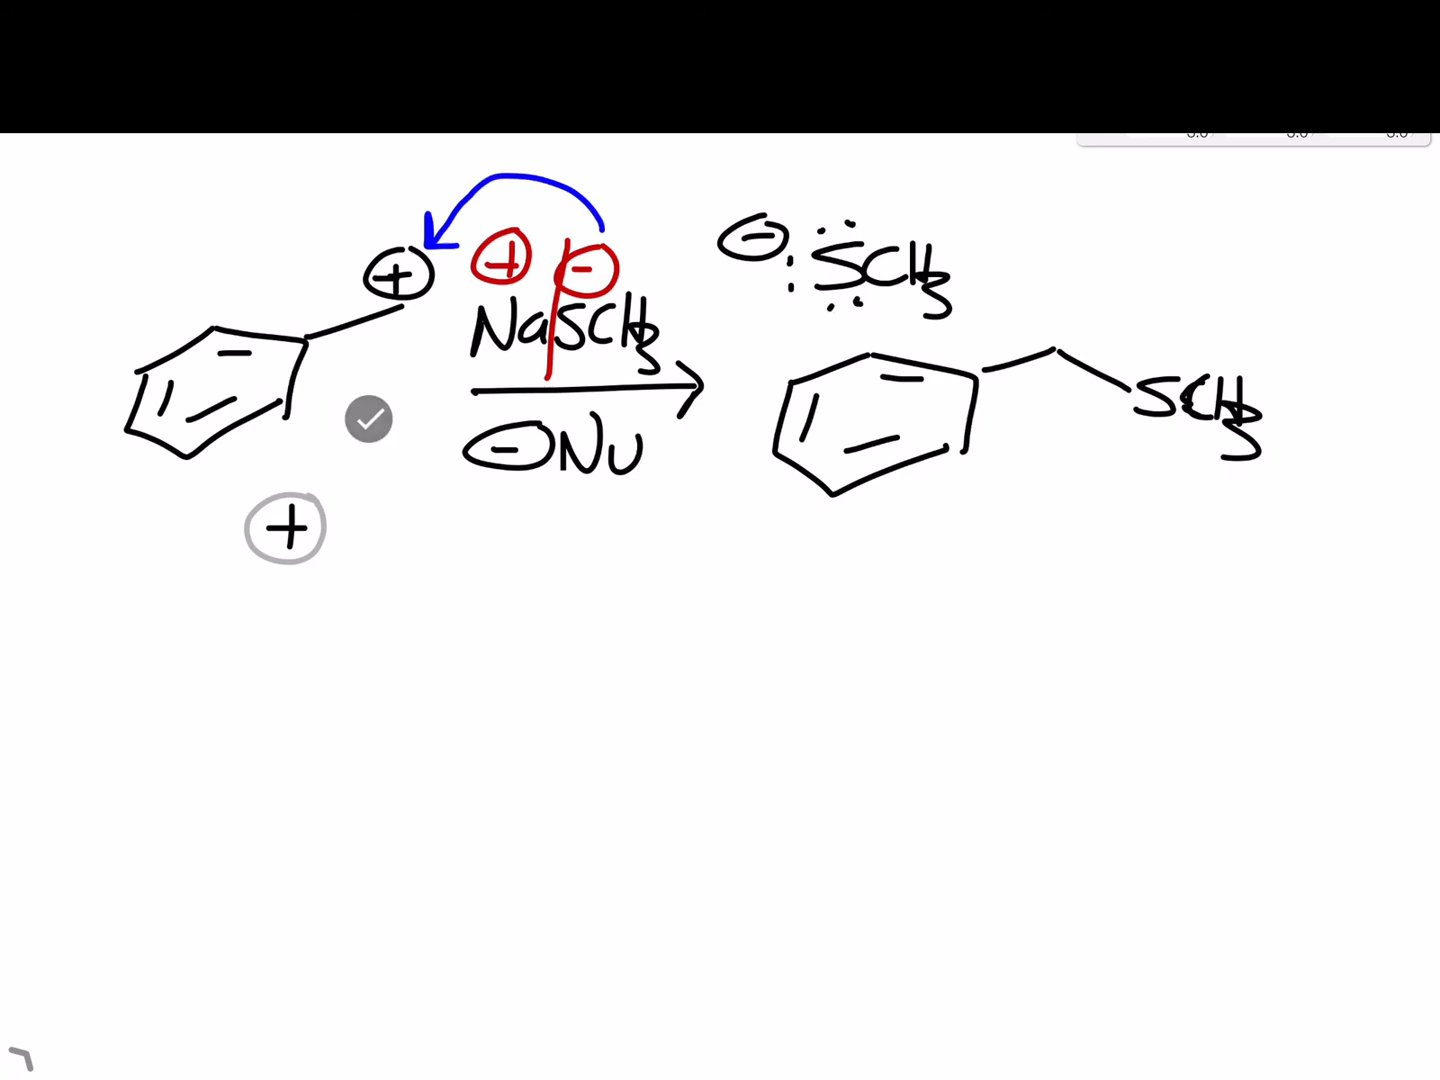 ⊖ :SCH3
⊕ ⊕ ⊖
NaSCH3
SCH3
⊖Nu
+